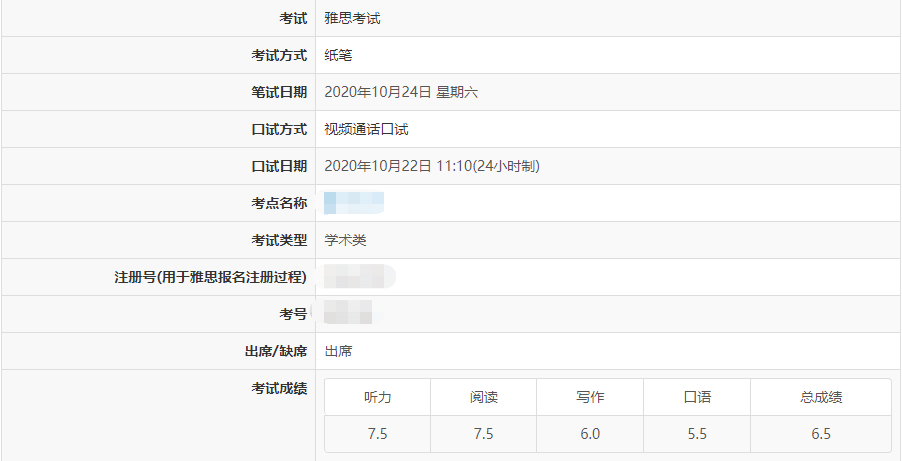 考试 雅思考试
考试方式 纸笔
笔试日期 2020年10月24日 星期六
口试方式 视频通话口试
口试日期 2020年10月22日 11:10(24小时制)
考点名称
考试类型 学术类
注册号(用于雅思报名注册过程)
考号
出席/缺席 出席
考试成绩 听力 阅读 写作 口语 总成绩
7.5 7.5 6.0 5.5 6.5